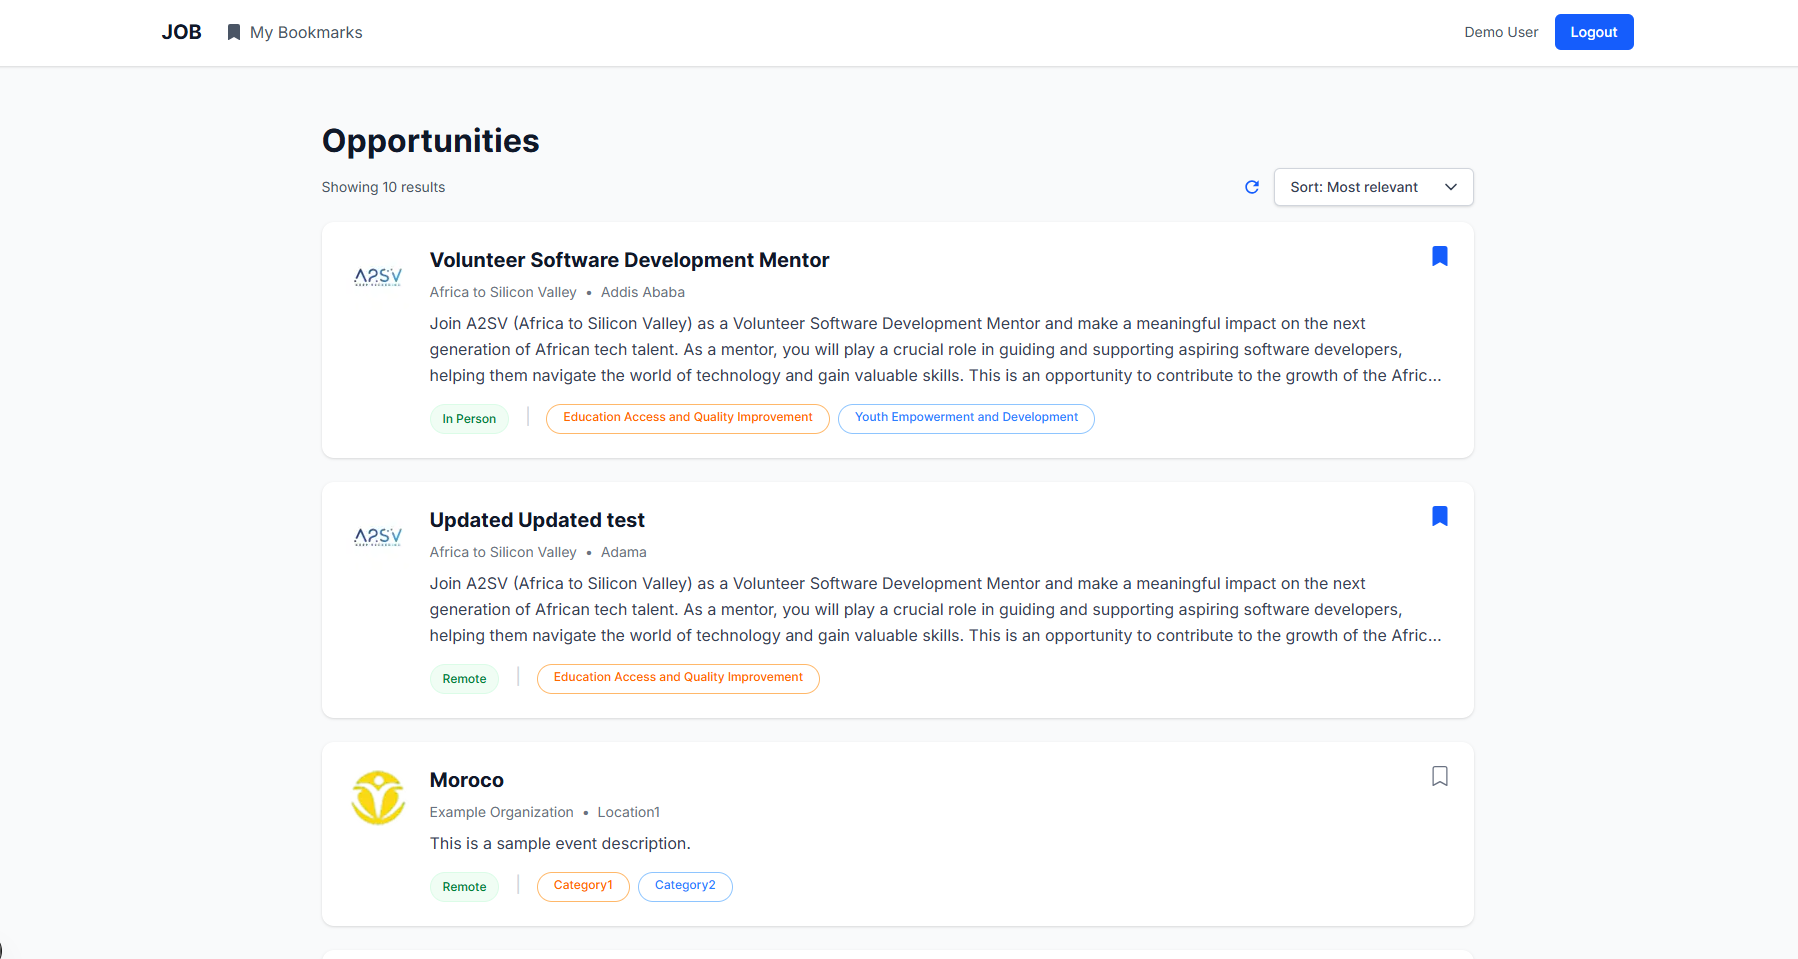 JOB
My Bookmarks
Demo User
Logout
Opportunities
Showing 10 results
Sort: Most relevant
A2SV
Volunteer Software Development Mentor
Africa to Silicon Valley • Addis Ababa
Join A2SV (Africa to Silicon Valley) as a Volunteer Software Development Mentor and make a meaningful impact on the next
generation of African tech talent. As a mentor, you will play a crucial role in guiding and supporting aspiring software developers,
helping them navigate the world of technology and gain valuable skills. This is an opportunity to contribute to the growth of the Afric...
In Person
Education Access and Quality Improvement
Youth Empowerment and Development
A2SV
Updated Updated test
Africa to Silicon Valley • Adama
Join A2SV (Africa to Silicon Valley) as a Volunteer Software Development Mentor and make a meaningful impact on the next
generation of African tech talent. As a mentor, you will play a crucial role in guiding and supporting aspiring software developers,
helping them navigate the world of technology and gain valuable skills. This is an opportunity to contribute to the growth of the Afric...
Remote
Education Access and Quality Improvement
Moroco
Example Organization • Location1
This is a sample event description.
Remote
Category1
Category2